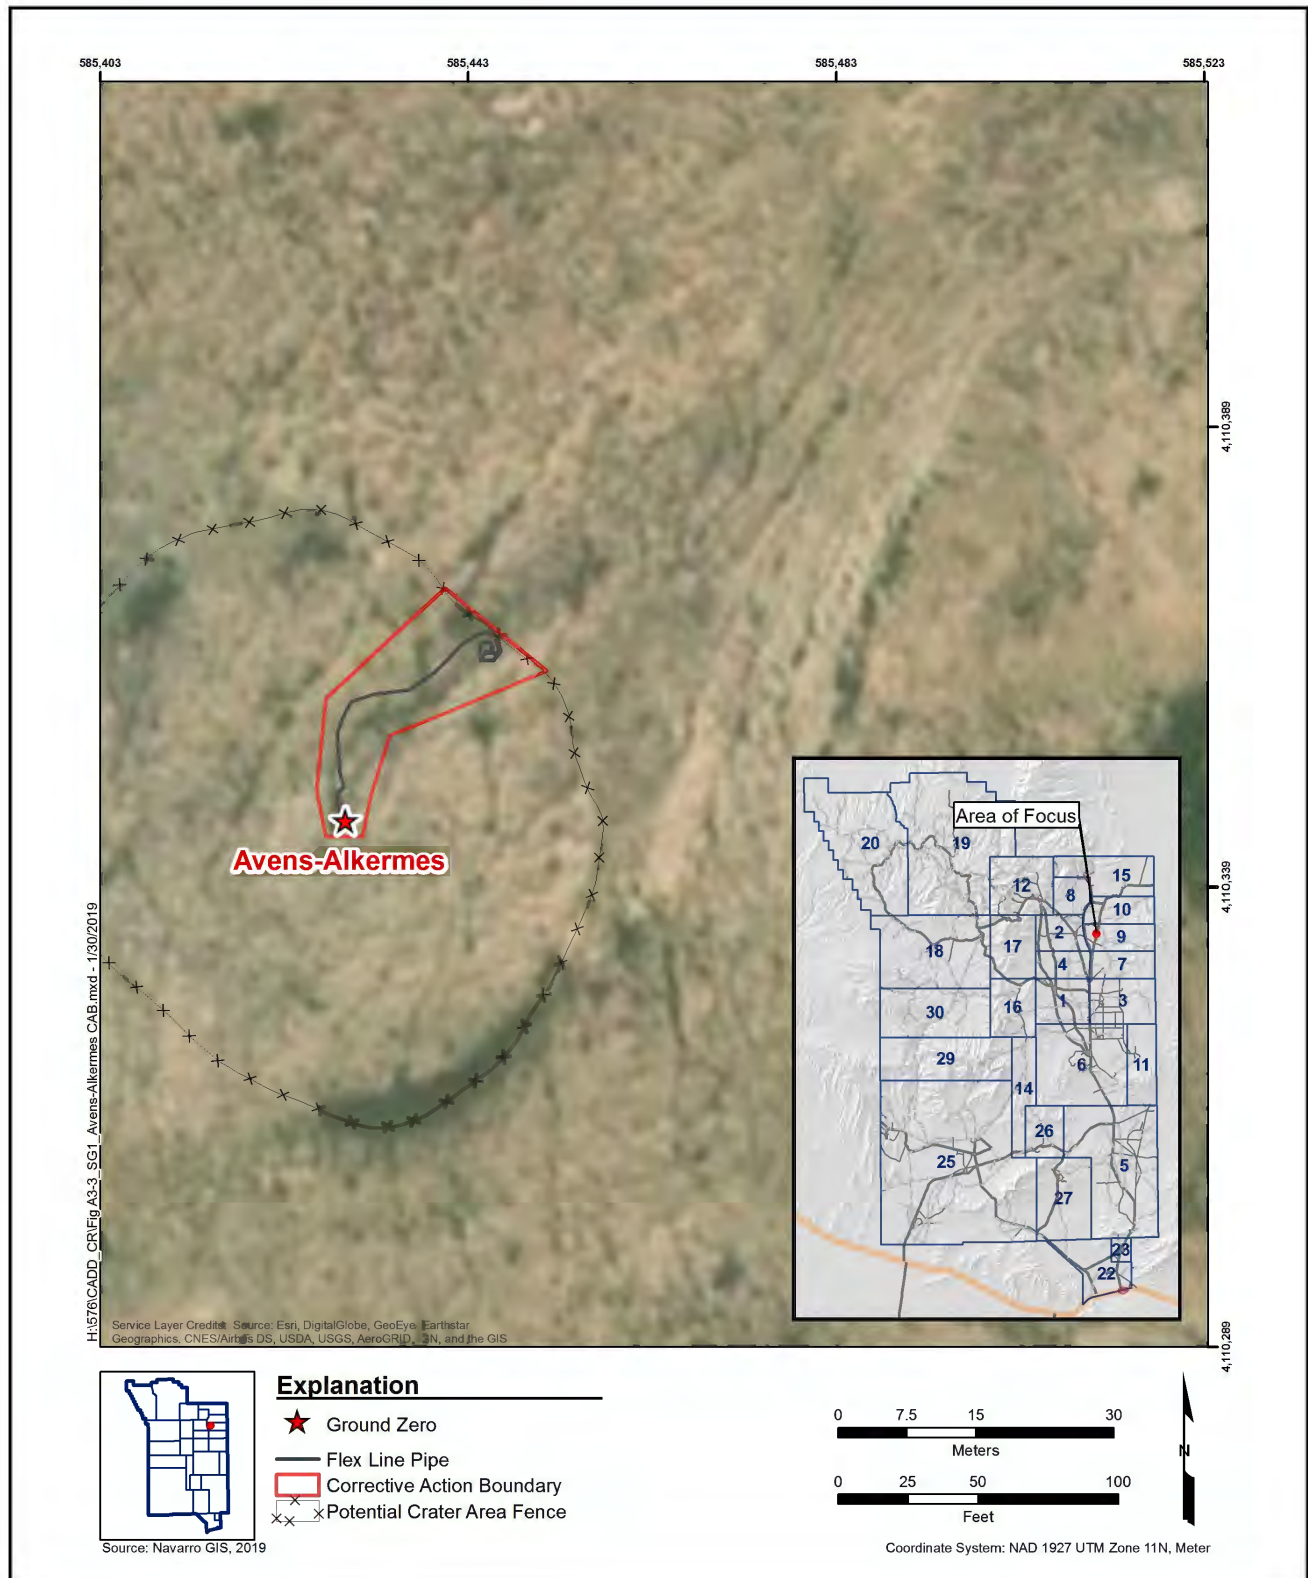 585,403
585,443
585,483
585,523
4,110,389
4,110,339
4,110,289
Avens-Alkermes
Area of Focus
20
19
15
12
8
10
2
9
17
18
4
7
1
3
16
30
29
6
11
14
26
25
5
27
23
22
H:\576\CADD_CR\Fig A3-3_SG1_Avens-Alkermes CAB.mxd - 1/30/2019
Service Layer Credits: Source: Esri, DigitalGlobe, GeoEye, Earthstar
Geographics, CNES/Airbus DS, USDA, USGS, AeroGRID, IGN, and the GIS
Explanation
Ground Zero
Flex Line Pipe
Corrective Action Boundary
Potential Crater Area Fence
0 7.5 15 30
Meters
0 25 50 100
Feet
N
Source: Navarro GIS, 2019
Coordinate System: NAD 1927 UTM Zone 11N, Meter